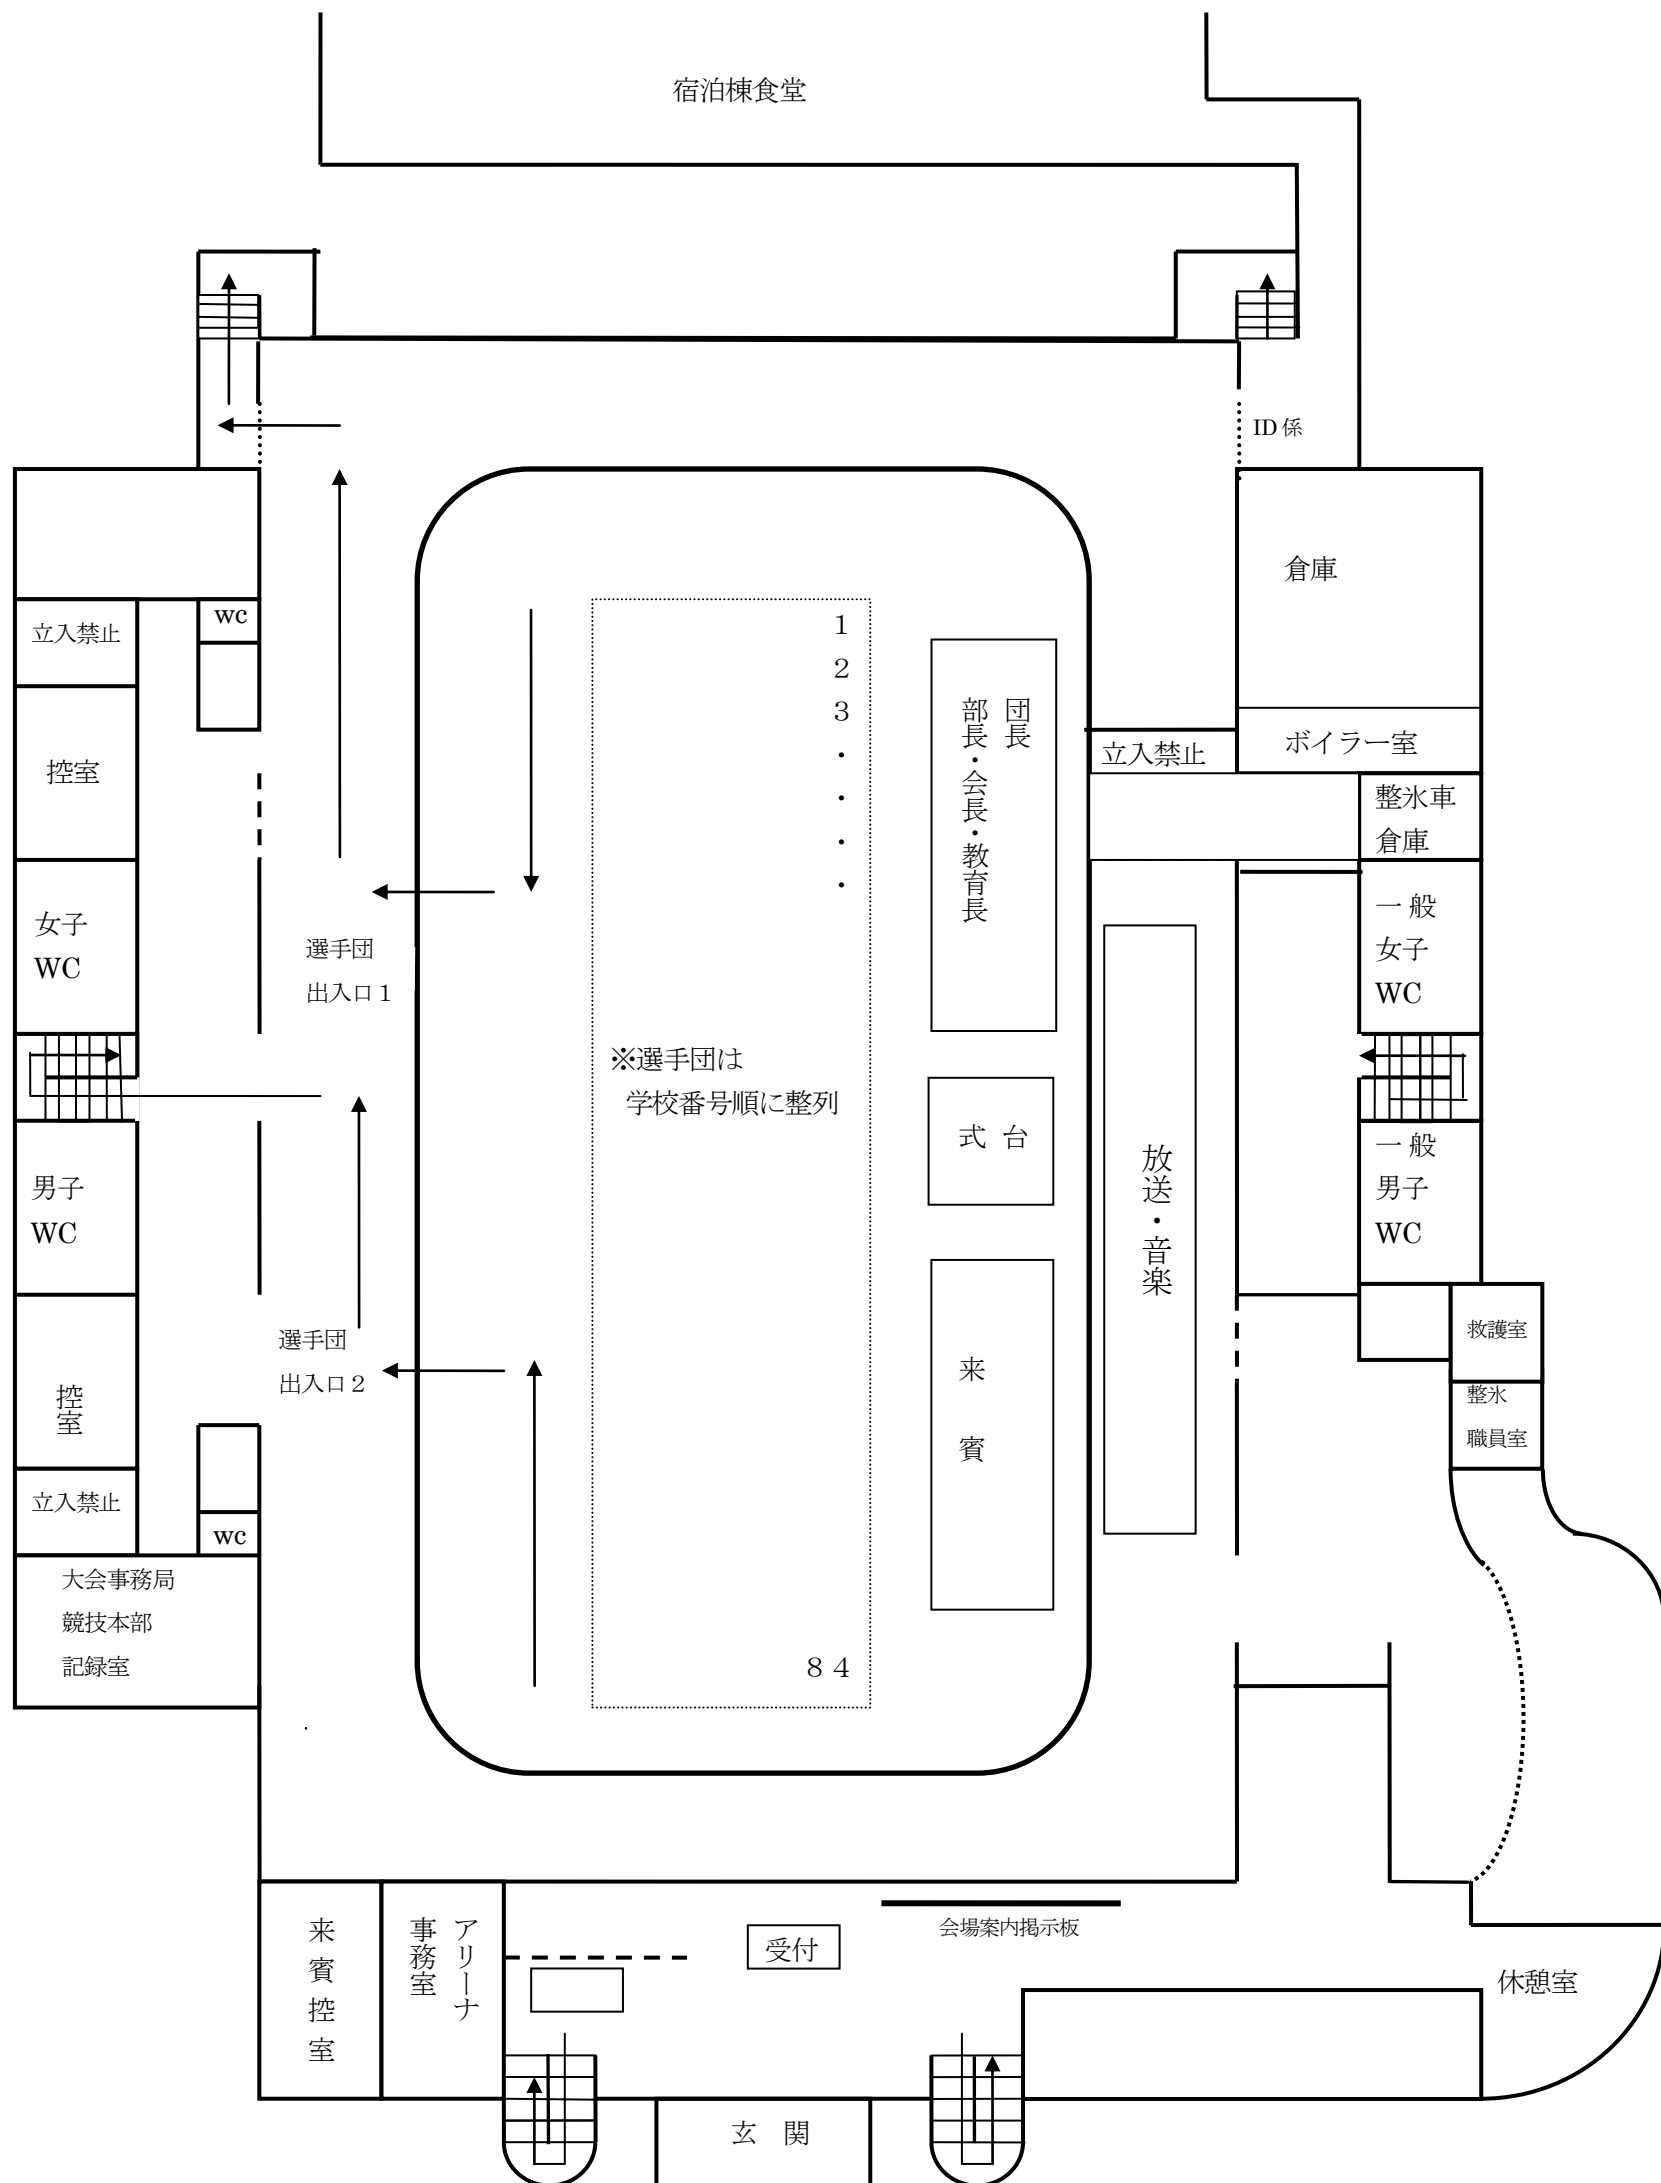 宿泊棟食堂
ID 係
倉庫
wc
立入禁止
1
2
3
・
・
・
・
団長
部長・会長・教育長
立入禁止
ボイラー室
控室
整氷車
倉庫
女子
WC
選手団
出入口１
一 般
女子
WC
※選手団は
学校番号順に整列
式 台
放送・音楽
男子
WC
一 般
男子
WC
選手団
出入口２
来 賓
救護室
整氷
職員室
控室
立入禁止
wc
大会事務局
競技本部
記録室
８４
来賓控室
アリーナ
事務室
受付
会場案内掲示板
休憩室
玄 関